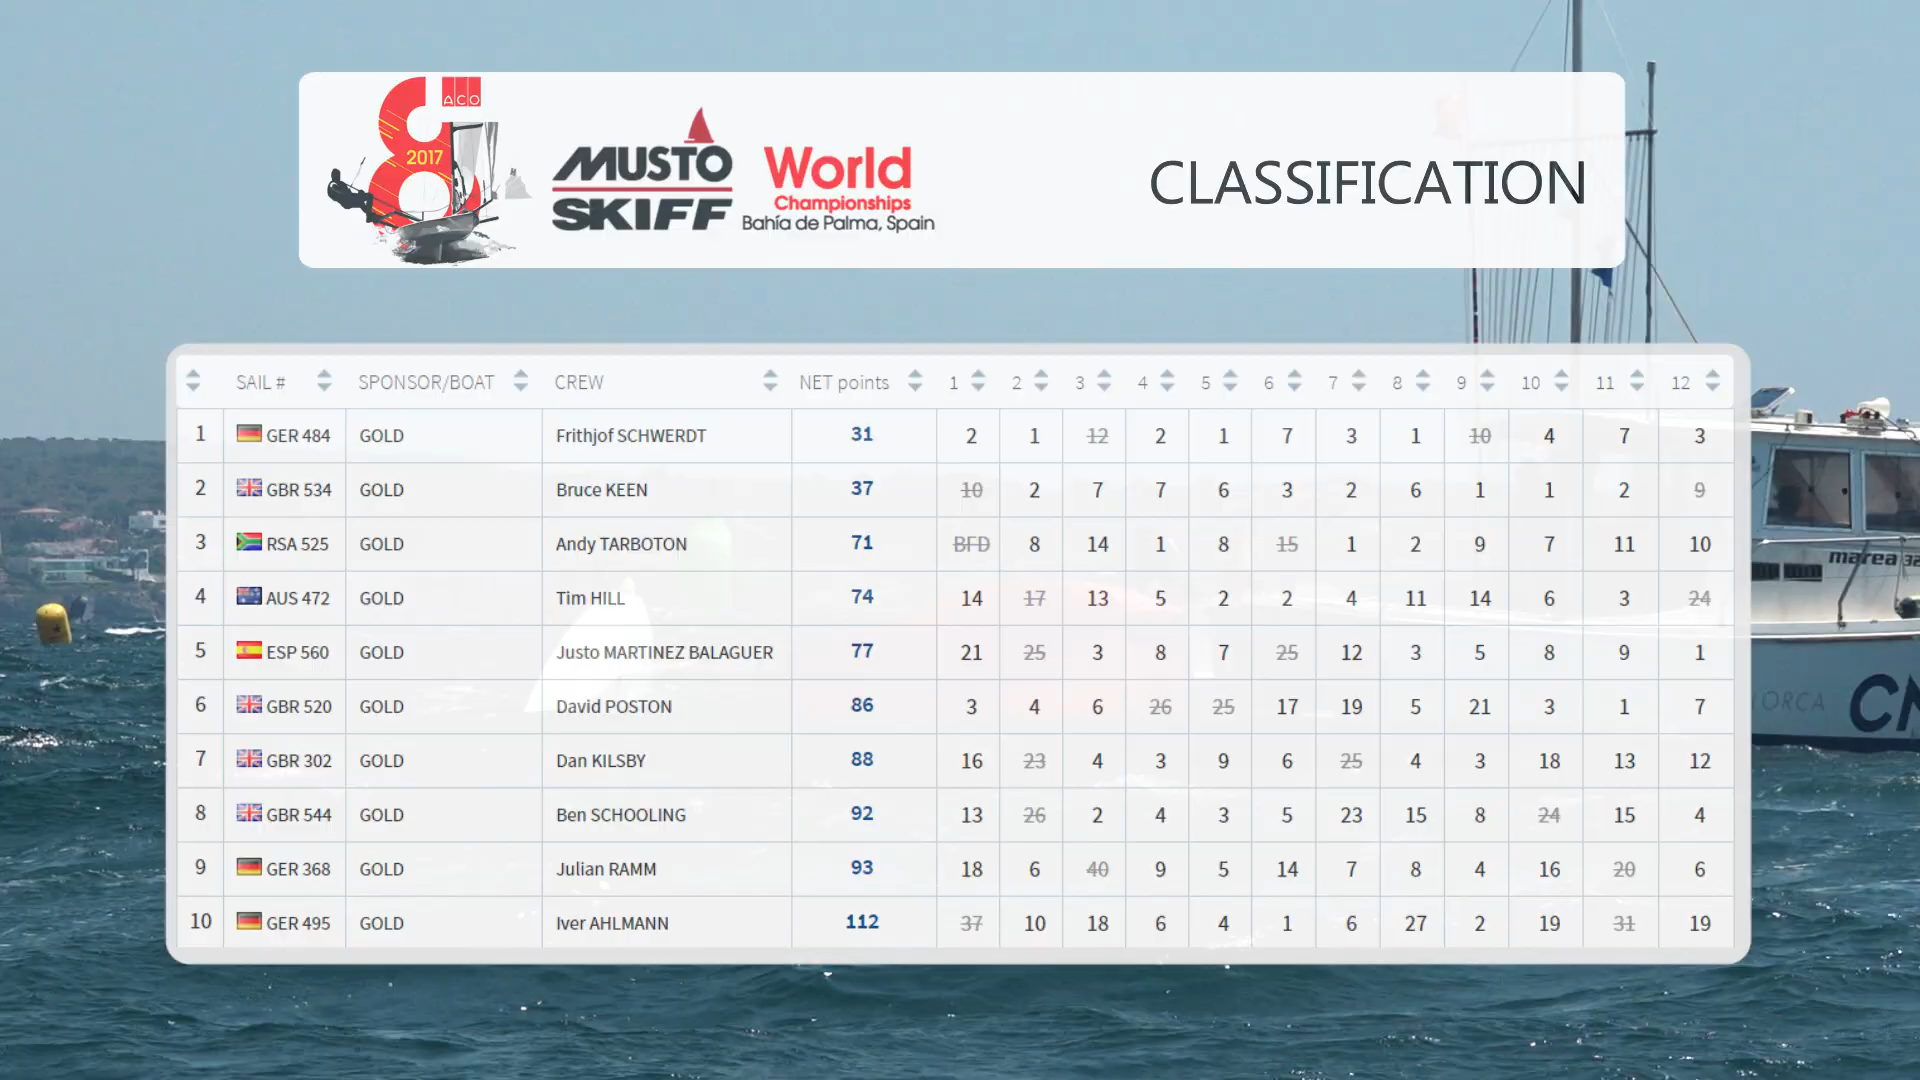 ACO
2017
MUSTO
SKIFF
World
Championships
Bahía de Palma, Spain
CLASSIFICATION
SAIL # SPONSOR/BOAT CREW NET points 1 2 3 4 5 6 7 8 9 10 11 12
1 GER 484 GOLD Frithjof SCHWERDT 31 2 1 12 2 1 7 3 1 10 4 7 3
2 GBR 534 GOLD Bruce KEEN 37 10 2 7 7 6 3 2 6 1 1 2 9
3 RSA 525 GOLD Andy TARBOTON 71 BFD 8 14 1 8 15 1 2 9 7 11 10
4 AUS 472 GOLD Tim HILL 74 14 17 13 5 2 2 4 11 14 6 3 24
5 ESP 560 GOLD Justo MARTINEZ BALAGUER 77 21 25 3 8 7 25 12 3 5 8 9 1
6 GBR 520 GOLD David POSTON 86 3 4 6 26 25 17 19 5 21 3 1 7
7 GBR 302 GOLD Dan KILSBY 88 16 23 4 3 9 6 25 4 3 18 13 12
8 GBR 544 GOLD Ben SCHOOLING 92 13 26 2 4 3 5 23 15 8 24 15 4
9 GER 368 GOLD Julian RAMM 93 18 6 40 9 5 14 7 8 4 16 20 6
10 GER 495 GOLD Iver AHLMANN 112 37 10 18 6 4 1 6 27 2 19 31 19
marea